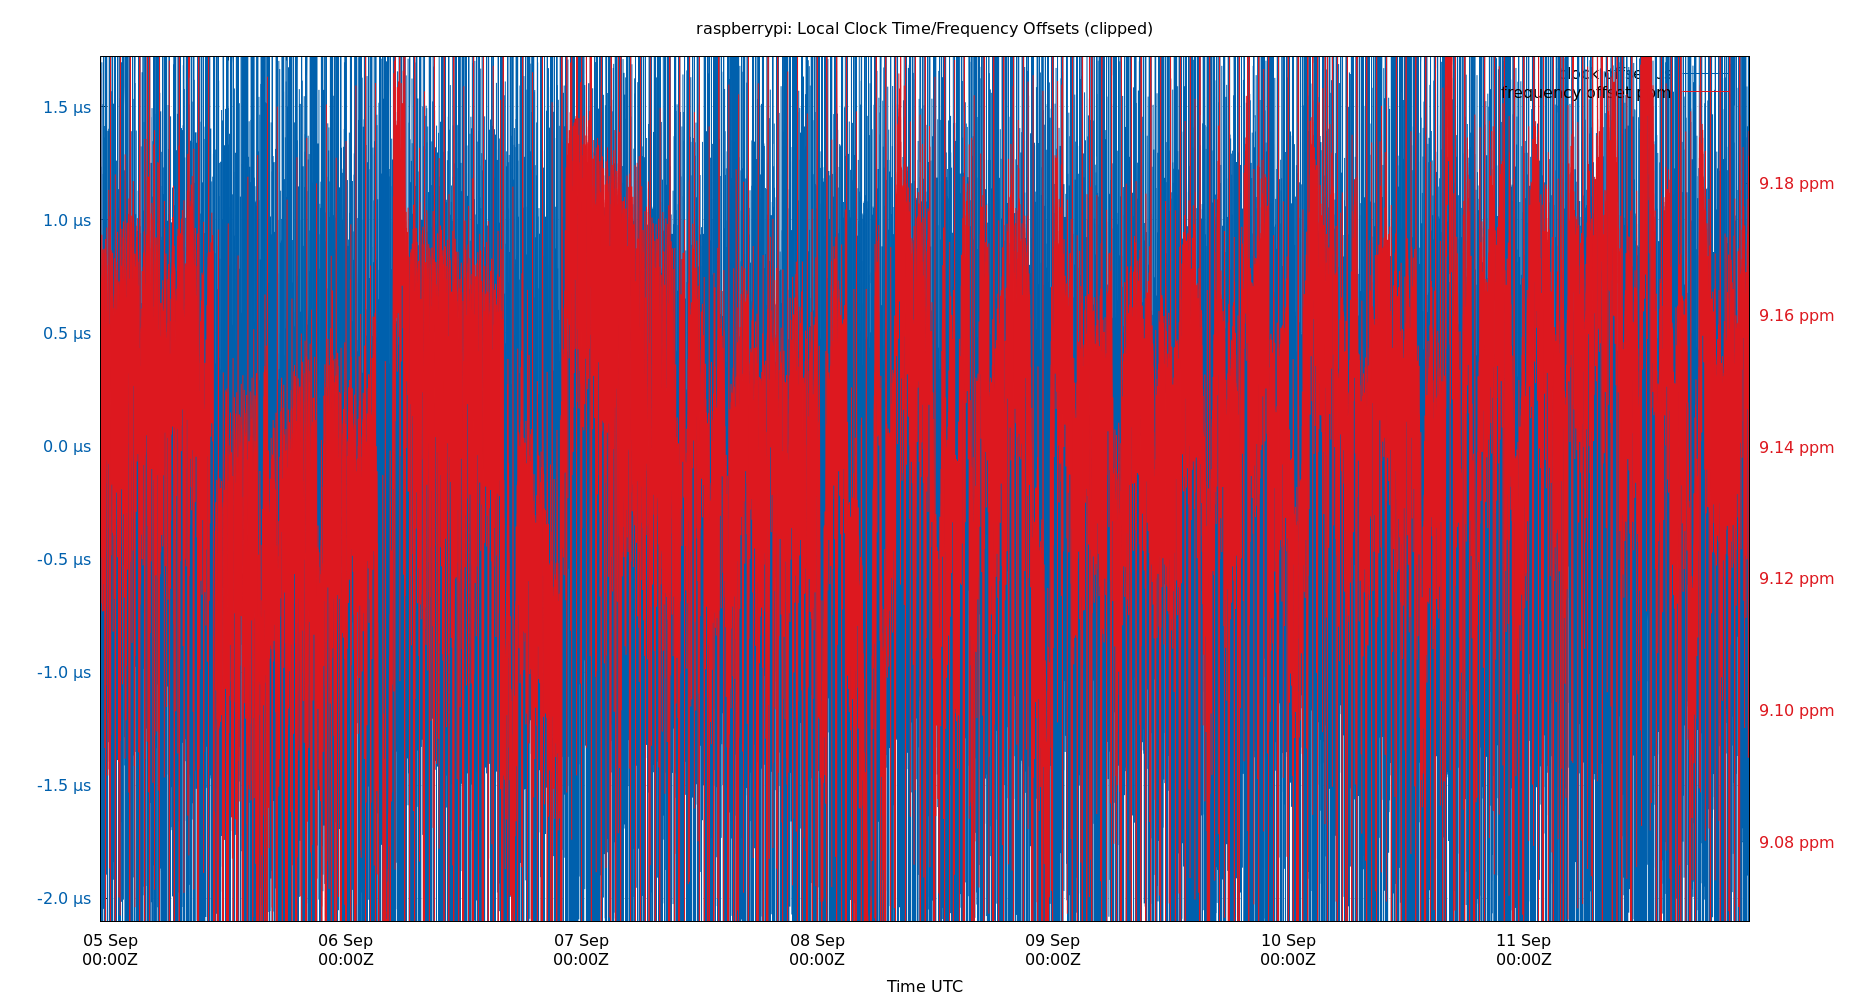 raspberrypi: Local Clock Time/Frequency Offsets (clipped)
clock offset
frequency offset ppm
1.5 µs
1.0 µs
0.5 µs
0.0 µs
-0.5 µs
-1.0 µs
-1.5 µs
-2.0 µs
9.18 ppm
9.16 ppm
9.14 ppm
9.12 ppm
9.10 ppm
9.08 ppm
05 Sep 06 Sep 07 Sep 08 Sep 09 Sep 10 Sep 11 Sep
00:00Z 00:00Z 00:00Z 00:00Z 00:00Z 00:00Z 00:00Z
Time UTC